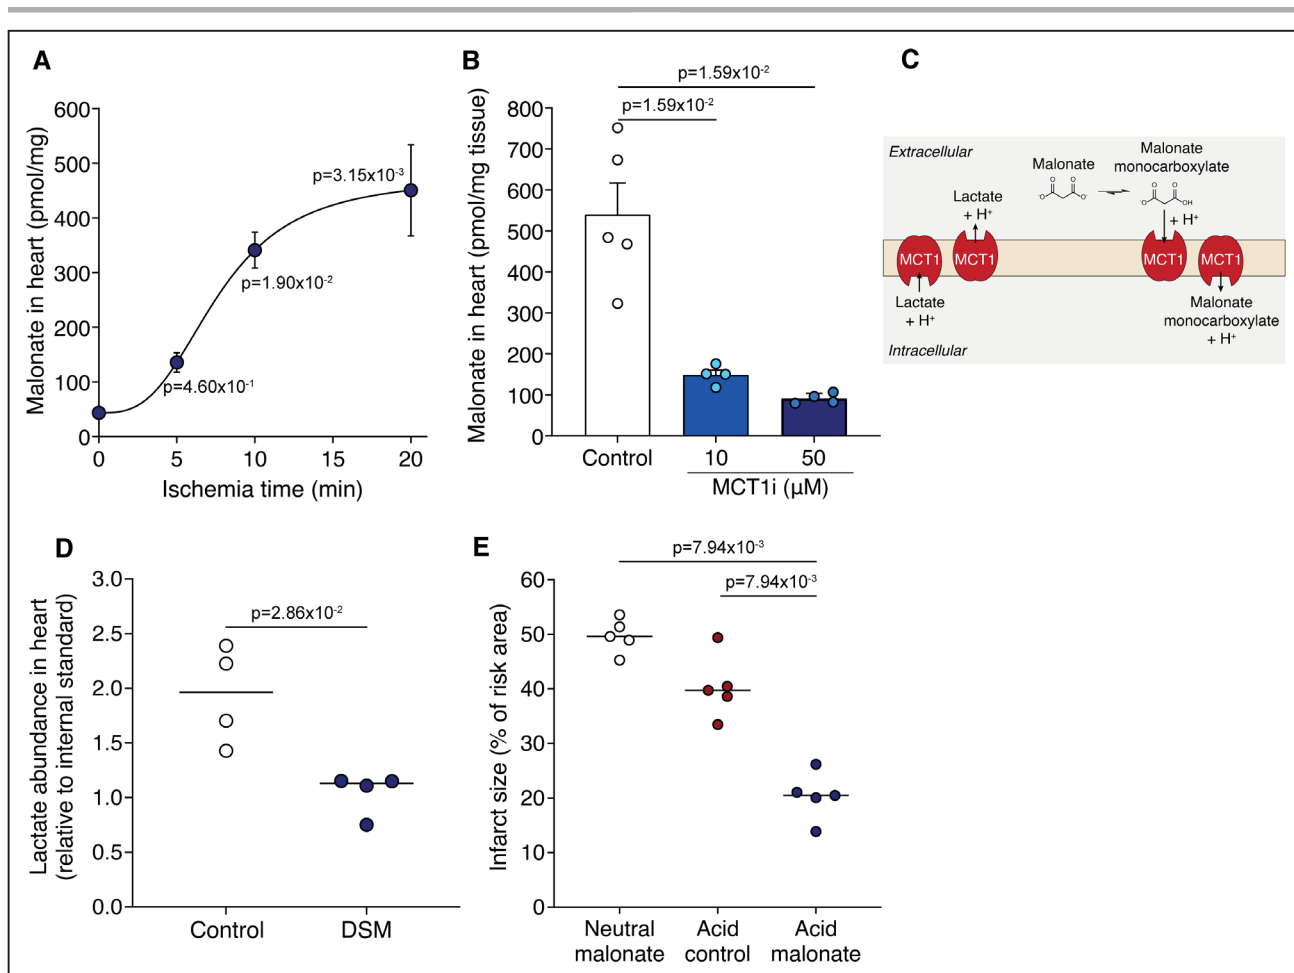 A
Malonate in heart (pmol/mg)
600
500
400
300
200
100
0
p=3.15x10⁻³
p=1.90x10⁻²
p=4.60x10⁻¹
0 5 10 15 20
Ischemia time (min)
B
Malonate in heart (pmol/mg tissue)
800
700
600
500
400
300
200
100
0
p=1.59x10⁻²
p=1.59x10⁻²
Control 10 50
MCT1i (µM)
C
Extracellular
Malonate
Malonate
monocarboxylate
⁻O O O O⁻
⁻O O O OH
Lactate
+ H⁺
+ H⁺
MCT1 MCT1 MCT1 MCT1
Lactate
+ H⁺
Malonate
monocarboxylate
+ H⁺
Intracellular
D
Lactate abundance in heart
(relative to internal standard)
3.0
2.5
2.0
1.5
1.0
0.5
0.0
p=2.86x10⁻²
Control DSM
E
Infarct size (% of risk area)
60
50
40
30
20
10
0
p=7.94x10⁻³
p=7.94x10⁻³
Neutral
malonate
Acid
control
Acid
malonate